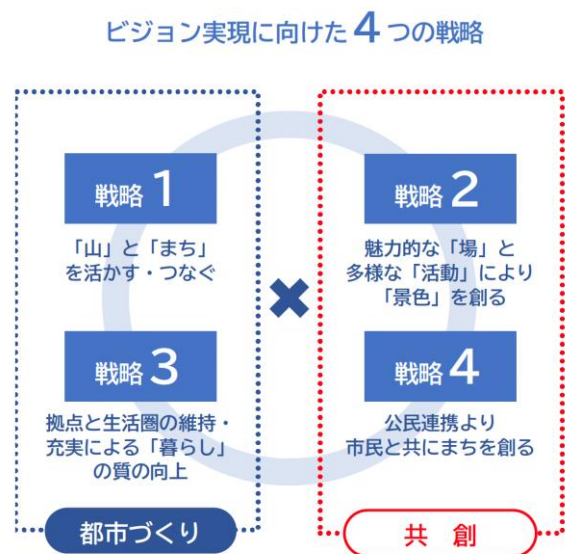 ビジョン実現に向けた4つの戦略
戦略1
「山」と「まち」
を活かす・つなぐ
戦略2
魅力的な「場」と
多様な「活動」により
「景色」を創る
戦略3
拠点と生活圏の維持・
充実による「暮らし」
の質の向上
戦略4
公民連携より
市民と共にまちを創る
都市づくり
共創